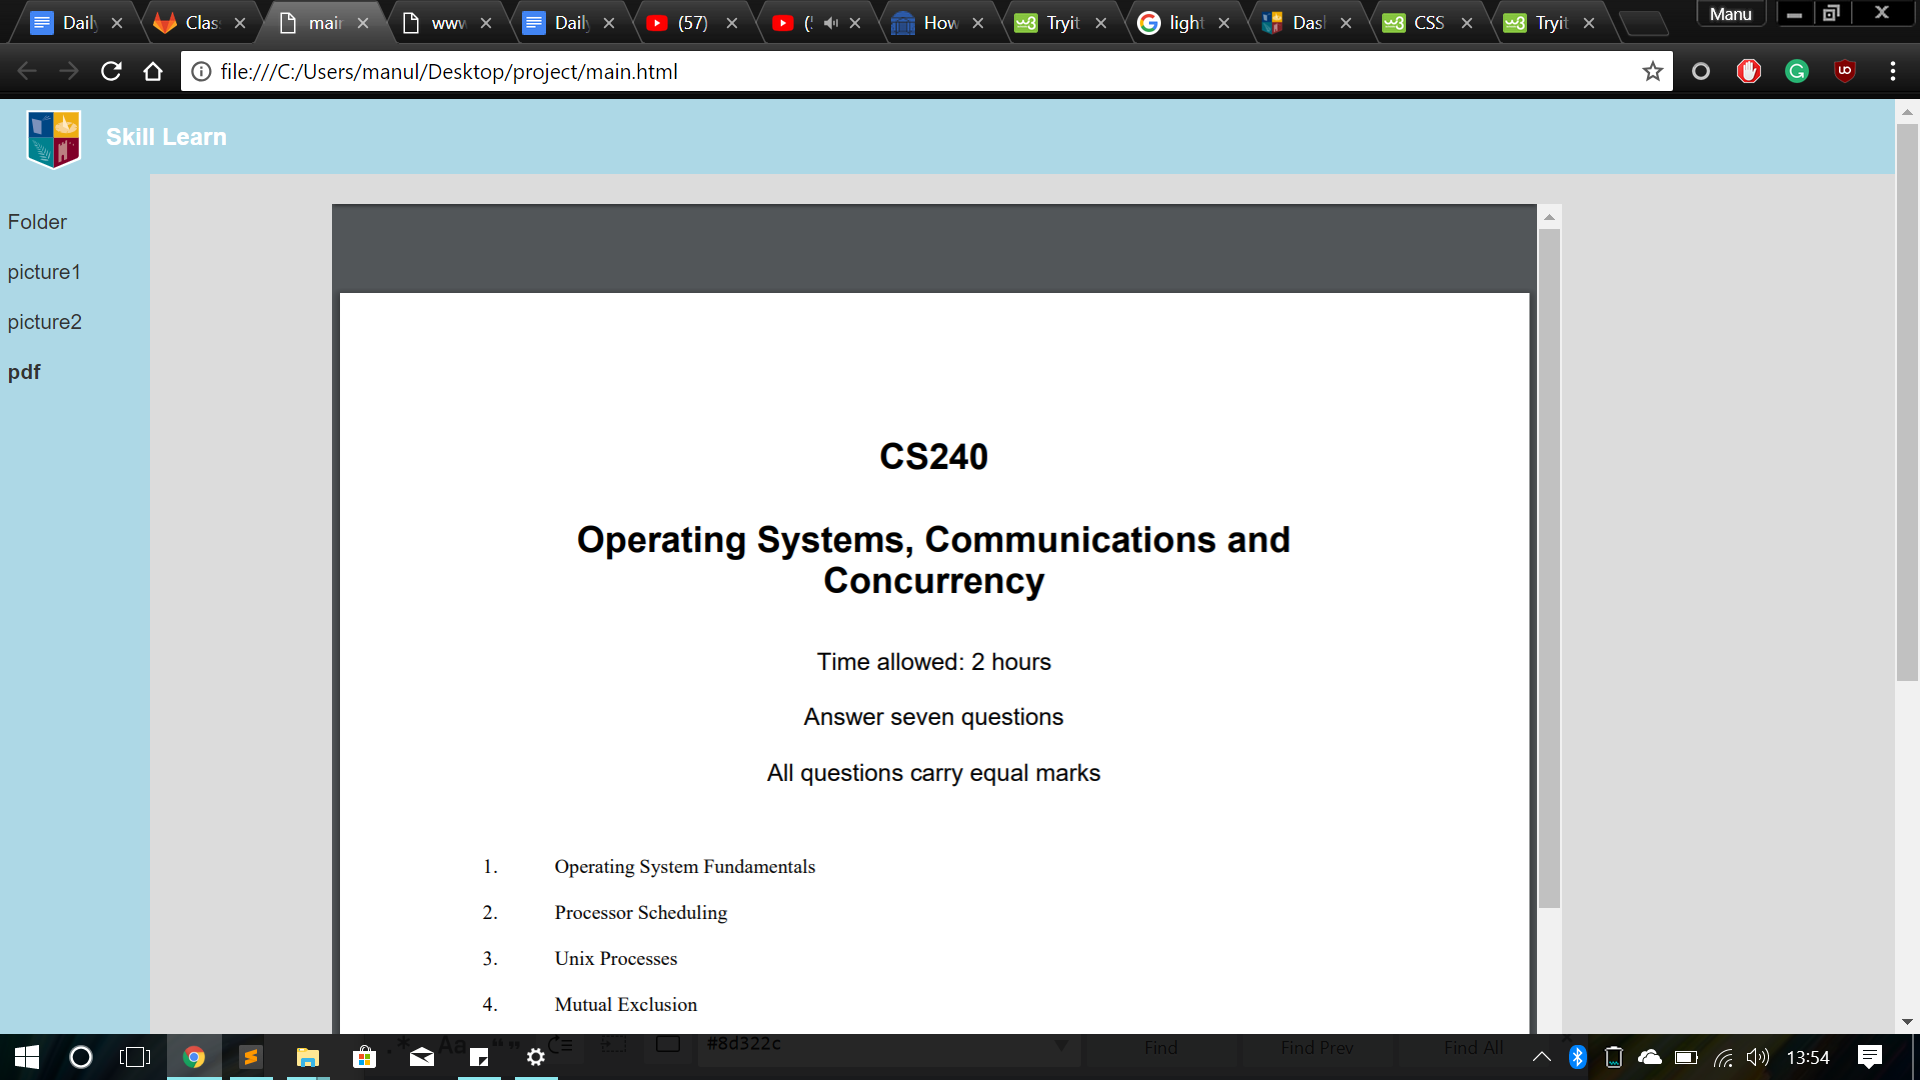 Daily
Clas
main
www
Daily
(57)
How
Tryit
light
Das
CSS
Tryit
Manu
file:///C:/Users/manul/Desktop/project/main.html
Skill Learn
Folder
picture1
picture2
pdf
CS240
Operating Systems, Communications and
Concurrency
Time allowed: 2 hours
Answer seven questions
All questions carry equal marks
1. Operating System Fundamentals
2. Processor Scheduling
3. Unix Processes
4. Mutual Exclusion
.* Aa “” #8d322c Find Find Prev Find All
13:54